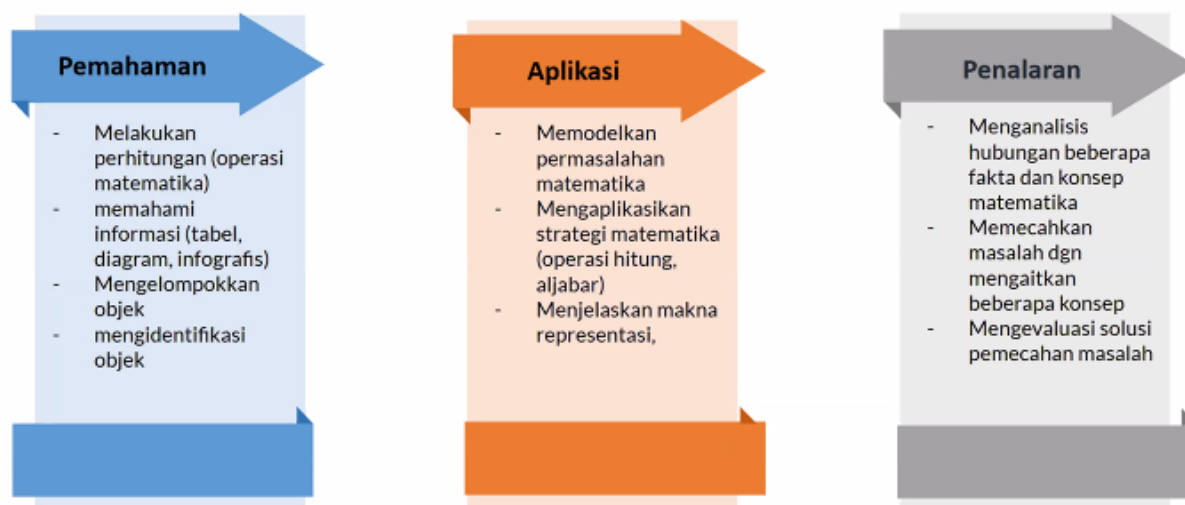 Pemahaman
- Melakukan
perhitungan (operasi
matematika)
- memahami
informasi (tabel,
diagram, infografis)
- Mengelompokkan
objek
- mengidentifikasi
objek
Aplikasi
- Memodelkan
permasalahan
matematika
- Mengaplikasikan
strategi matematika
(operasi hitung,
aljabar)
- Menjelaskan makna
representasi,
Penalaran
- Menganalisis
hubungan beberapa
fakta dan konsep
matematika
- Memecahkan
masalah dgn
mengaitkan
beberapa konsep
- Mengevaluasi solusi
pemecahan masalah